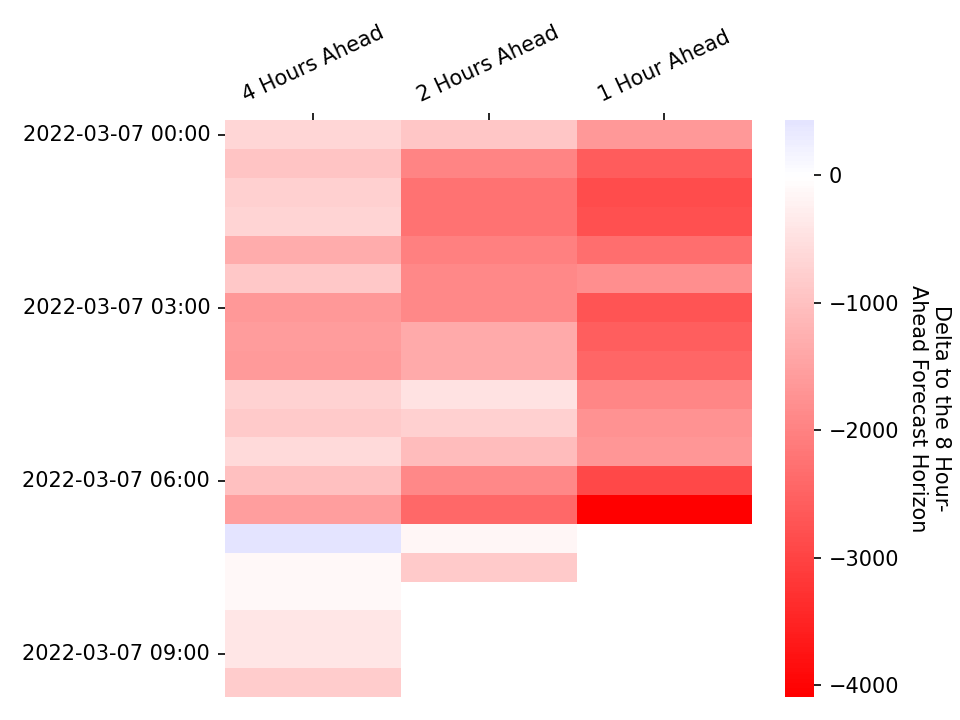 4 Hours Ahead
2 Hours Ahead
1 Hour Ahead
2022-03-07 00:00
2022-03-07 03:00
2022-03-07 06:00
2022-03-07 09:00
0
−1000
−2000
−3000
−4000
Delta to the 8 Hour-
Ahead Forecast Horizon